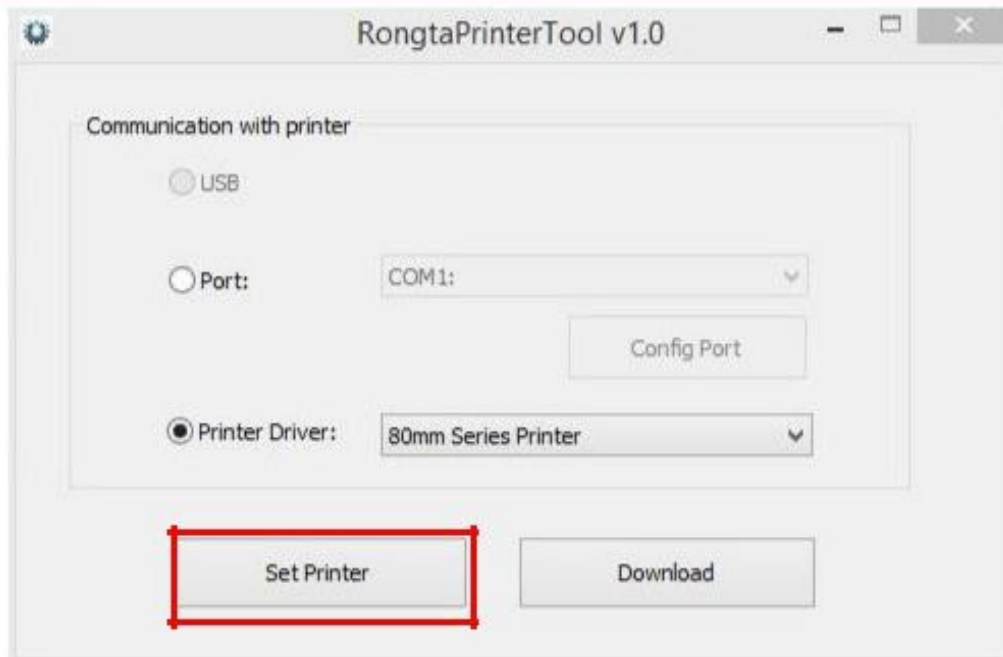 RongtaPrinterTool v1.0
Communication with printer
USB
Port:
COM1:
Config Port
Printer Driver:
80mm Series Printer
Set Printer
Download